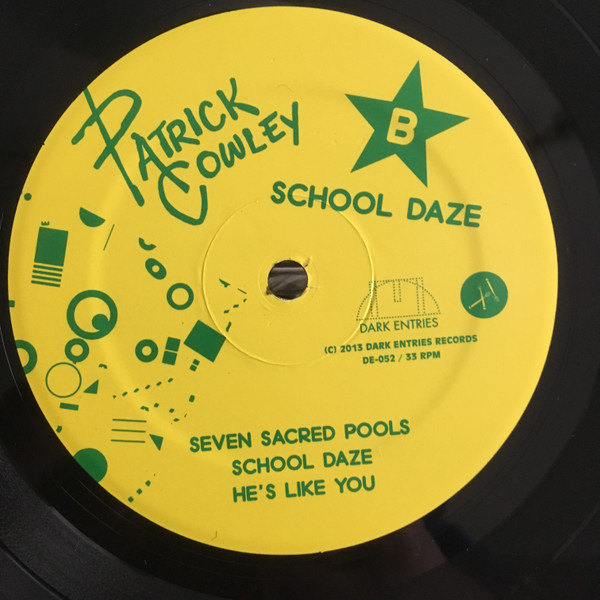 PATRICK
COWLEY
B
SCHOOL DAZE
DARK ENTRIES
(C) 2013 DARK ENTRIES RECORDS
DE-052 / 33 RPM
SEVEN SACRED POOLS
SCHOOL DAZE
HE'S LIKE YOU